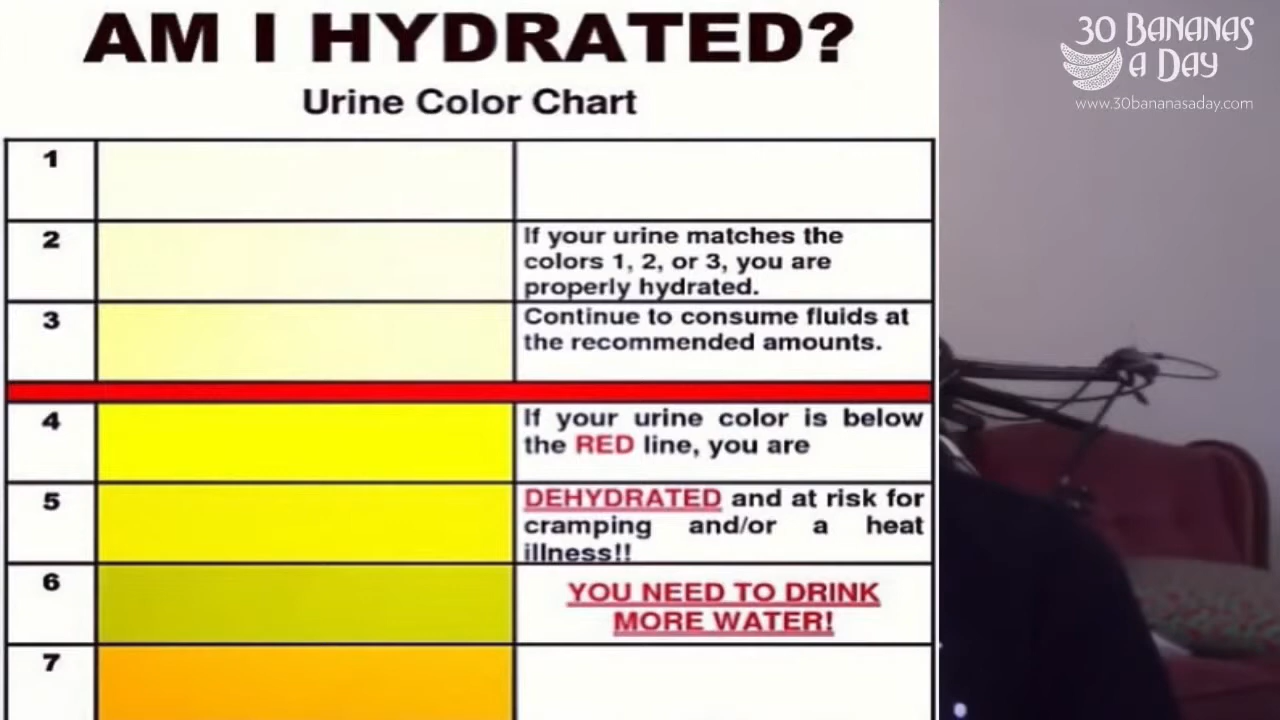 AM I HYDRATED?
Urine Color Chart
1
2
If your urine matches the
colors 1, 2, or 3, you are
properly hydrated.
3
Continue to consume fluids at
the recommended amounts.
4
If your urine color is below
the RED line, you are
5
DEHYDRATED and at risk for
cramping and/or a heat
illness!!
6
YOU NEED TO DRINK
MORE WATER!
7
30 BANANAS
A DAY
www.30bananasaday.com